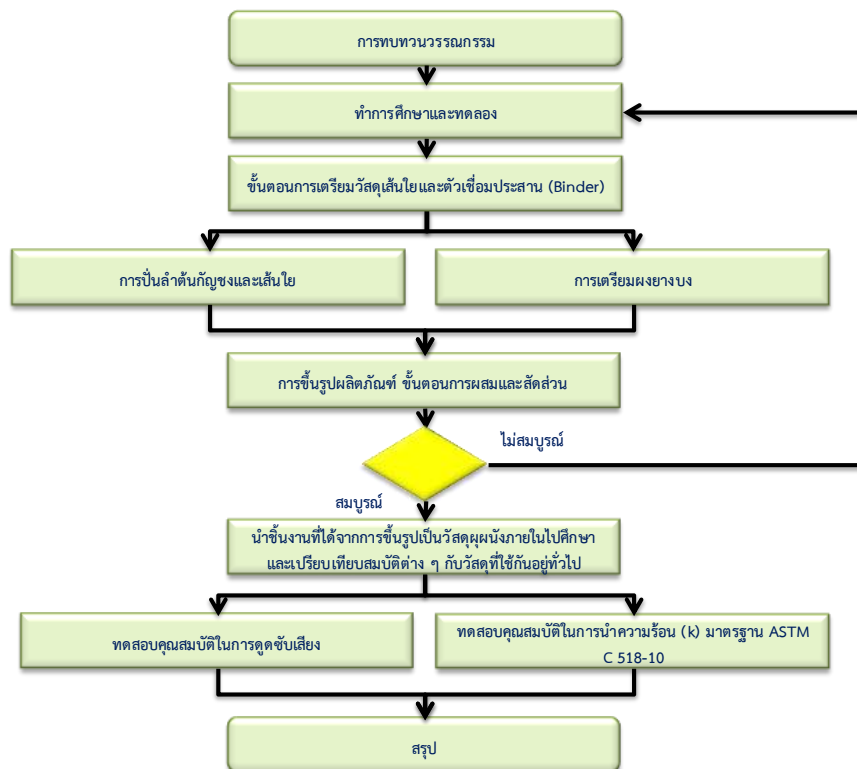 การทบทวนวรรณกรรม
ทำการศึกษาและทดลอง
ขั้นตอนการเตรียมวัสดุเส้นใยและตัวเชื่อมประสาน (Binder)
การปั่นลำต้นกัญชงและเส้นใย
การเตรียมผงยางบง
การขึ้นรูปผลิตภัณฑ์ ขั้นตอนการผสมและสัดส่วน
ไม่สมบูรณ์
สมบูรณ์
นำชิ้นงานที่ได้จากการขึ้นรูปเป็นวัสดุผุผนังภายในไปศึกษา
และเปรียบเทียบสมบัติต่าง ๆ กับวัสดุที่ใช้กันอยู่ทั่วไป
ทดสอบคุณสมบัติในการดูดซับเสียง
ทดสอบคุณสมบัติในการนำความร้อน (k) มาตรฐาน ASTM
C 518-10
สรุป